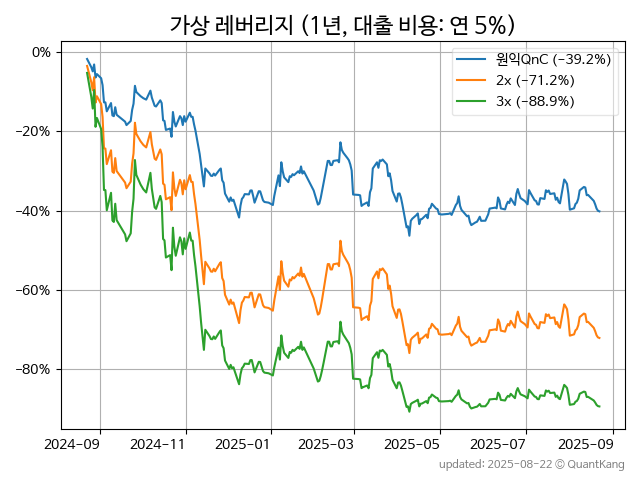 가상 레버리지 (1년, 대출 비용: 연 5%)
원익QnC (−39.2%)
2x (−71.2%)
3x (−88.9%)
0%
−20%
−40%
−60%
−80%
2024-09 2024-11 2025-01 2025-03 2025-05 2025-07 2025-09
updated: 2025-08-22 © QuantKang